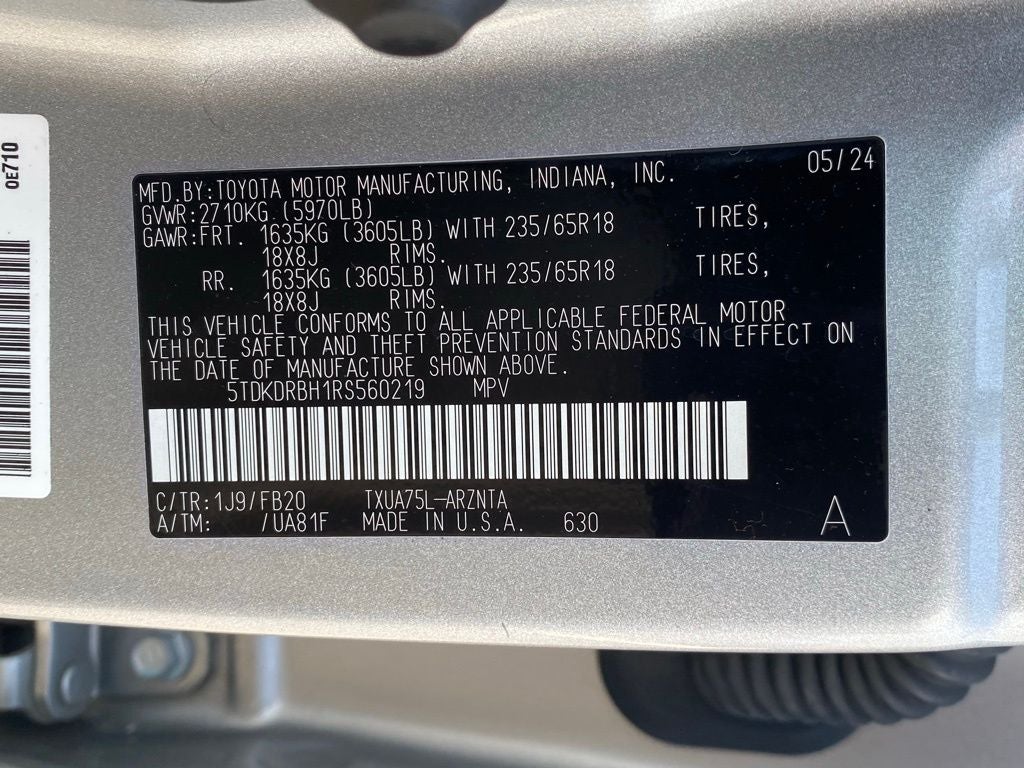 0E710
MFD.BY:TOYOTA MOTOR MANUFACTURING, INDIANA, INC. 05/24
GVWR:2710KG (5970LB)
GAWR:FRT. 1635KG (3605LB) WITH 235/65R18 TIRES,
18X8J RIMS.
RR. 1635KG (3605LB) WITH 235/65R18 TIRES,
18X8J RIMS.
THIS VEHICLE CONFORMS TO ALL APPLICABLE FEDERAL MOTOR
VEHICLE SAFETY AND THEFT PREVENTION STANDARDS IN EFFECT ON
THE DATE OF MANUFACTURE SHOWN ABOVE.
5TDKDRBH1RS560219 MPV
C/TR:1J9/FB20 TXUA75L-ARZNTA
A/TM: /UA81F MADE IN U.S.A. 630 A